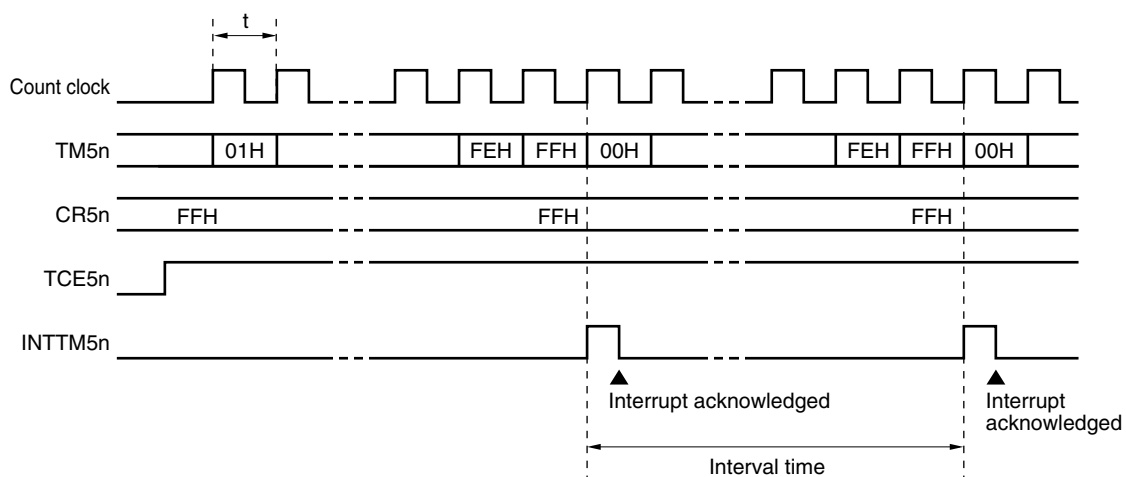 t
Count clock
TM5n 01H FEH FFH 00H FEH FFH 00H
CR5n FFH FFH FFH
TCE5n
INTTM5n
Interrupt acknowledged Interrupt
acknowledged
Interval time